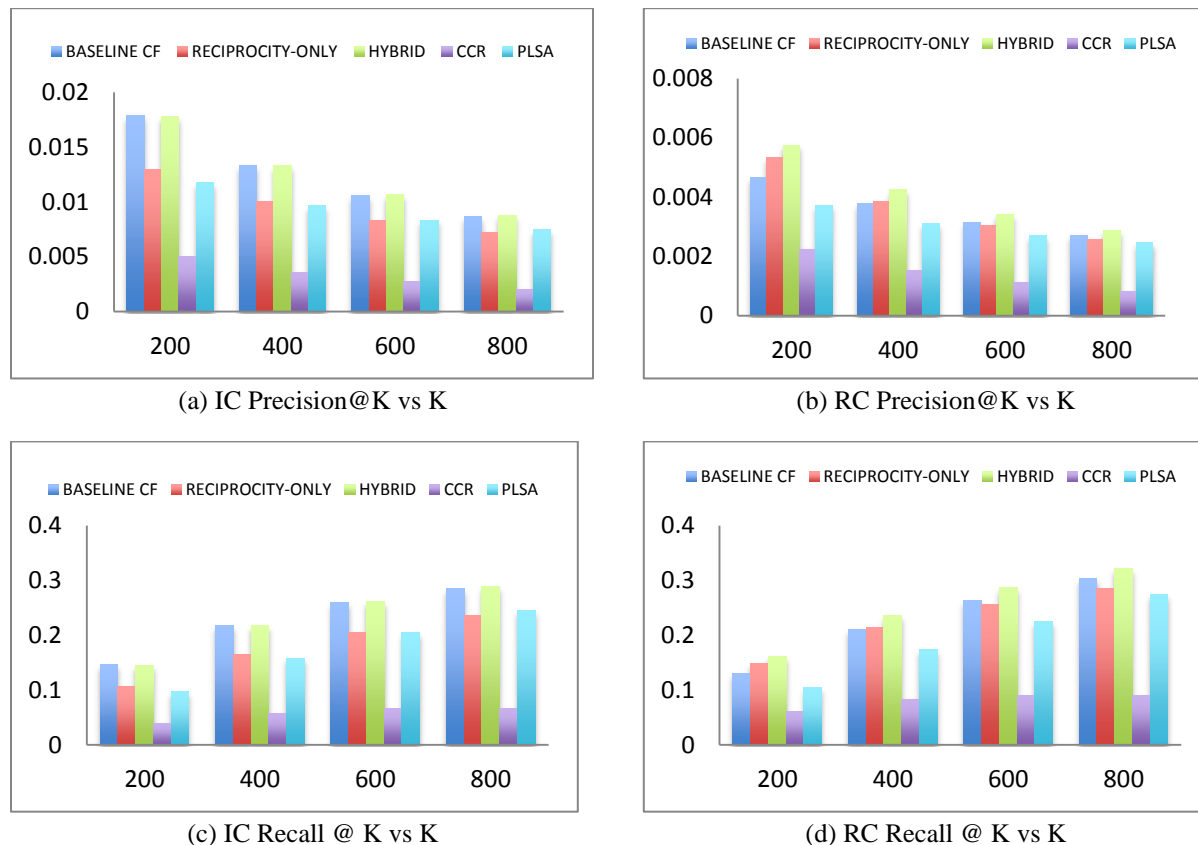 BASELINE CF RECIPROCITY-ONLY HYBRID CCR PLSA
0.02
0.015
0.01
0.005
0
200 400 600 800
(a) IC Precision@K vs K
BASELINE CF RECIPROCITY-ONLY HYBRID CCR PLSA
0.008
0.006
0.004
0.002
0
200 400 600 800
(b) RC Precision@K vs K
BASELINE CF RECIPROCITY-ONLY HYBRID CCR PLSA
0.4
0.3
0.2
0.1
0
200 400 600 800
(c) IC Recall @ K vs K
BASELINE CF RECIPROCITY-ONLY HYBRID CCR PLSA
0.4
0.3
0.2
0.1
0
200 400 600 800
(d) RC Recall @ K vs K